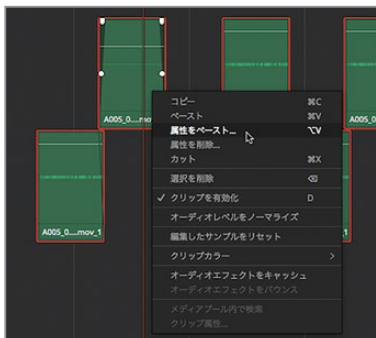 A005_0....mov
コピー ⌘C
ペースト ⌘V
属性をペースト... ⌥V
属性を削除...
カット ⌘X
選択を削除 ⌫
✓ クリップを有効化 D
オーディオレベルをノーマライズ
編集したサンプルをリセット
クリップカラー >
オーディオエフェクトをキャッシュ
オーディオエフェクトをバウンス
メディアプール内で検索
クリップ属性...
A005_0....mov_1
A005_0
v_1